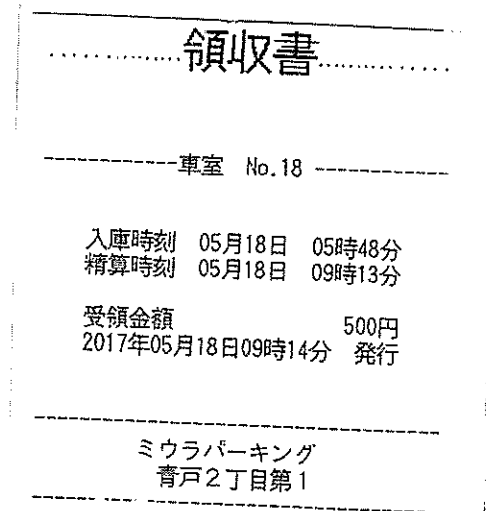 領収書
車室 No.18
入庫時刻 05月18日 05時48分
精算時刻 05月18日 09時13分
受領金額 500円
2017年05月18日09時14分 発行
ミウラパーキング
青戸2丁目第1